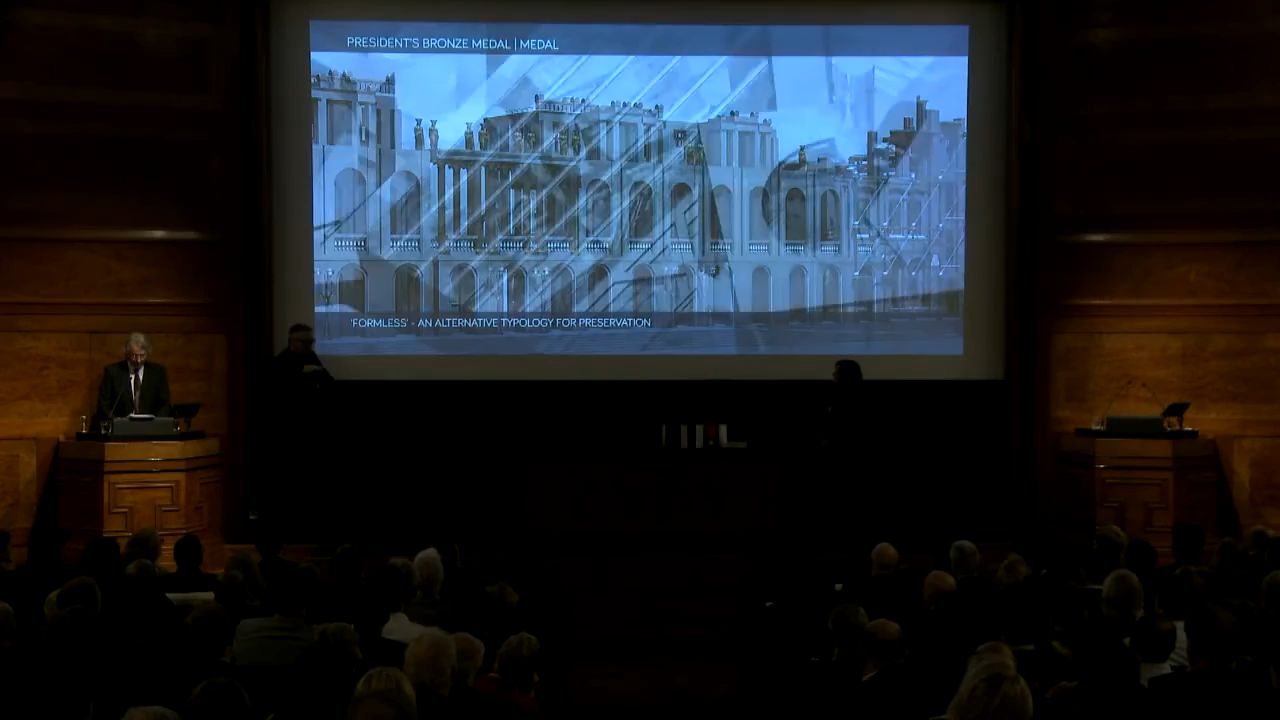 PRESIDENT'S BRONZE MEDAL | MEDAL
'FORMLESS' - AN ALTERNATIVE TYPOLOGY FOR PRESERVATION